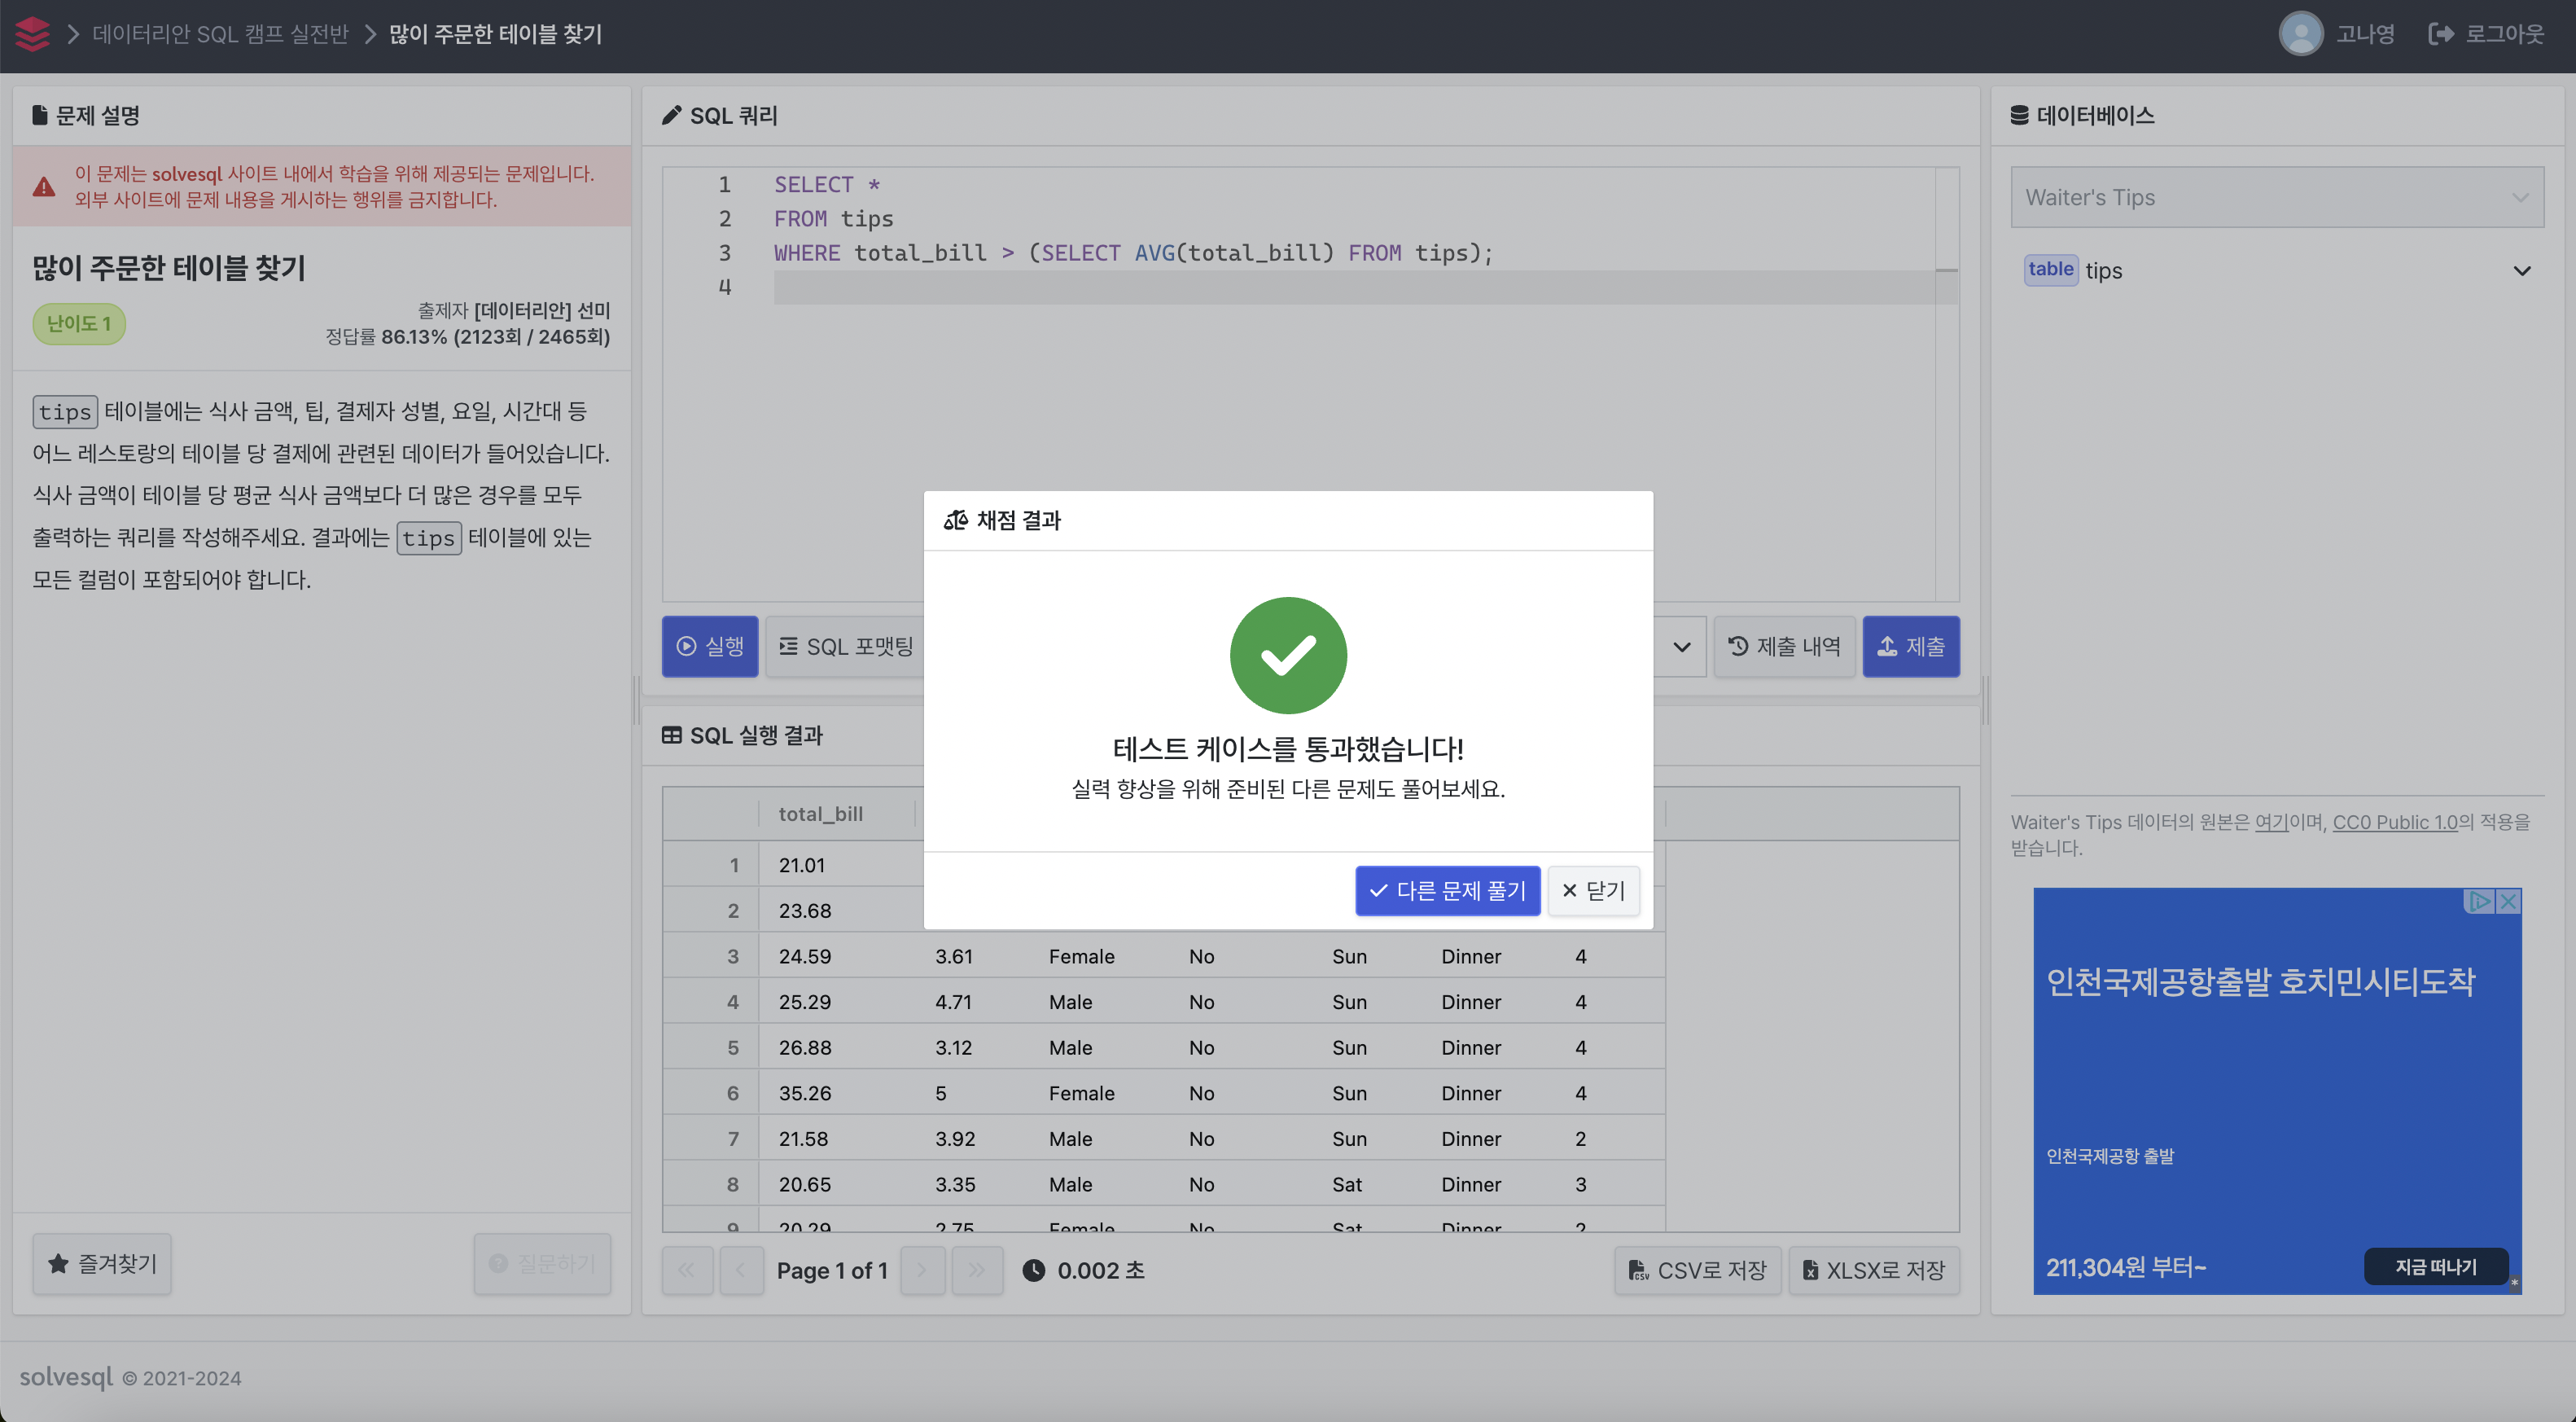 데이터리안 SQL 캠프 실전반 많이 주문한 테이블 찾기
고나영 로그아웃
문제 설명
이 문제는 solvesql 사이트 내에서 학습을 위해 제공되는 문제입니다.
외부 사이트에 문제 내용을 게시하는 행위를 금지합니다.
많이 주문한 테이블 찾기
난이도 1
출제자 [데이터리안] 선미
정답률 86.13% (2123회 / 2465회)
tips 테이블에는 식사 금액, 팁, 결제자 성별, 요일, 시간대 등
어느 레스토랑의 테이블 당 결제에 관련된 데이터가 들어있습니다.
식사 금액이 테이블 당 평균 식사 금액보다 더 많은 경우를 모두
출력하는 쿼리를 작성해주세요. 결과에는 tips 테이블에 있는
모든 컬럼이 포함되어야 합니다.
즐겨찾기 질문하기
SQL 쿼리
1 SELECT *
2 FROM tips
3 WHERE total_bill > (SELECT AVG(total_bill) FROM tips);
4
실행 SQL 포맷팅 제출 내역 제출
채점 결과
테스트 케이스를 통과했습니다!
실력 향상을 위해 준비된 다른 문제도 풀어보세요.
다른 문제 풀기 닫기
SQL 실행 결과
total_bill
1 21.01
2 23.68
3 24.59 3.61 Female No Sun Dinner 4
4 25.29 4.71 Male No Sun Dinner 4
5 26.88 3.12 Male No Sun Dinner 4
6 35.26 5 Female No Sun Dinner 4
7 21.58 3.92 Male No Sun Dinner 2
8 20.65 3.35 Male No Sat Dinner 3
9 20.29 2.75 Female No Sat Dinner 2
Page 1 of 1 0.002 초
CSV로 저장 XLSX로 저장
데이터베이스
Waiter's Tips
table tips
Waiter's Tips 데이터의 원본은 여기이며, CC0 Public 1.0의 적용을
받습니다.
인천국제공항출발 호치민시티도착
인천국제공항 출발
211,304원 부터~ 지금 떠나기
*
solvesql © 2021-2024